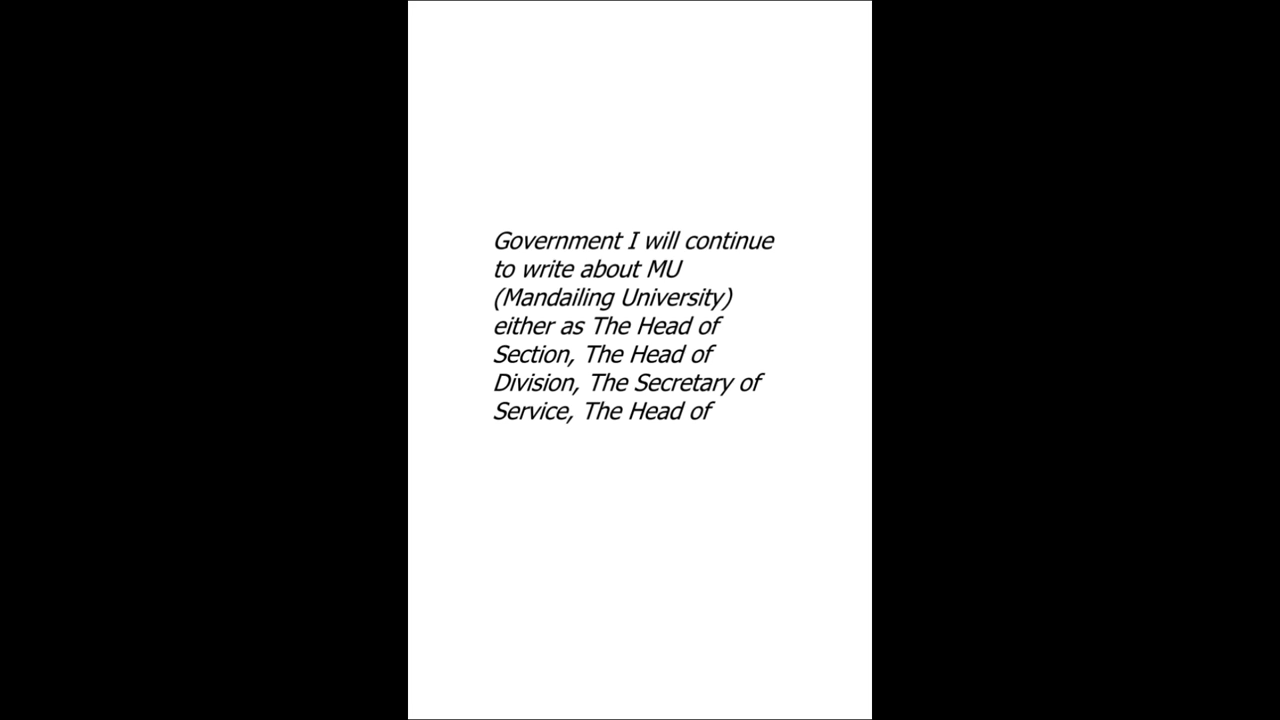 Government I will continue
to write about MU
(Mandailing University)
either as The Head of
Section, The Head of
Division, The Secretary of
Service, The Head of